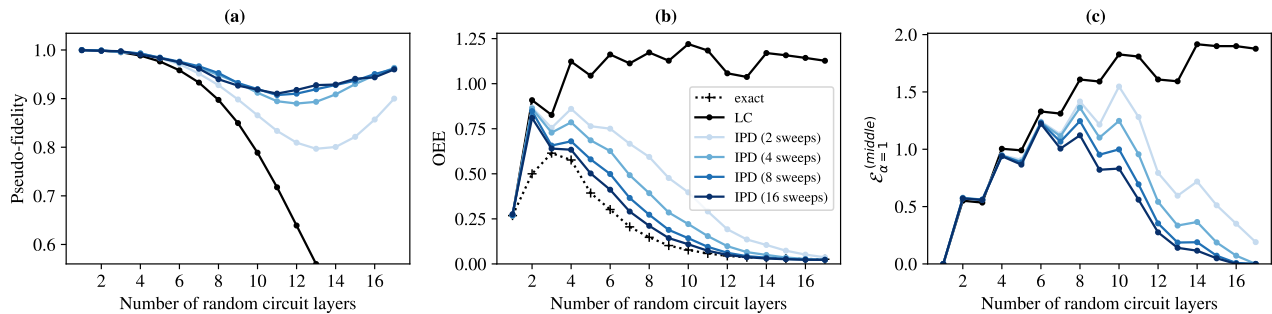 (a)
1.0
0.9
0.8
0.7
0.6
Pseudo-fidelity
2 4 6 8 10 12 14 16
Number of random circuit layers
(b)
1.25
1.00
0.75
0.50
0.25
0.00
OEE
exact
LC
IPD (2 sweeps)
IPD (4 sweeps)
IPD (8 sweeps)
IPD (16 sweeps)
2 4 6 8 10 12 14 16
Number of random circuit layers
(c)
2.0
1.5
1.0
0.5
0.0
ℰ_{α=1}^{(middle)}
2 4 6 8 10 12 14 16
Number of random circuit layers